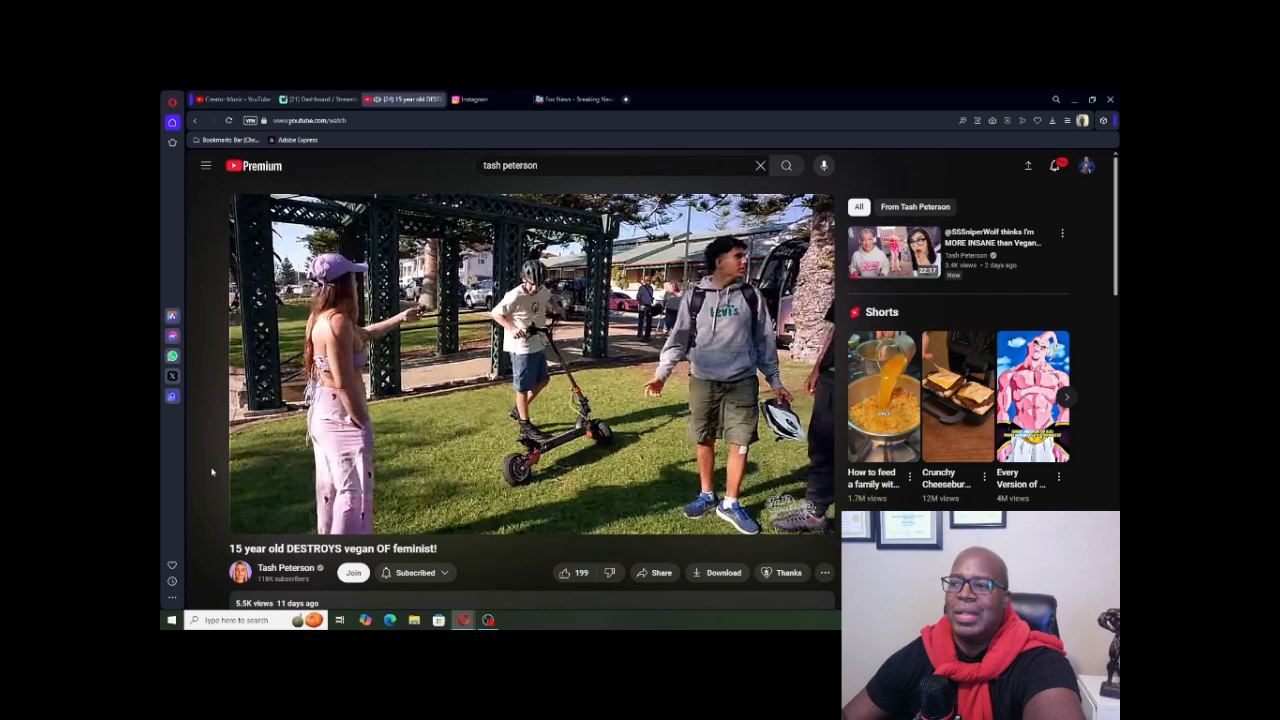 Creator Music - YouTube
(21) Dashboard / Stream
(24) 15 year old DEST
Instagram
Fox News - Breaking New
VPN
www.youtube.com/watch
Bookmarks Bar (Chr...
Adobe Express
Premium
tash peterson
All
From Tash Peterson
@SSSniperWolf thinks I'm
MORE INSANE than Vegan...
Tash Peterson
3.4K views • 2 days ago
New
22:17
Levi's
Shorts
How to feed
a family wit...
1.7M views
Crunchy
Cheesebur...
12M views
Every
Version of ...
4M views
15 year old DESTROYS vegan OF feminist!
Tash Peterson
118K subscribers
Join
Subscribed
199
Share
Download
Thanks
5.5K views 11 days ago
Type here to search